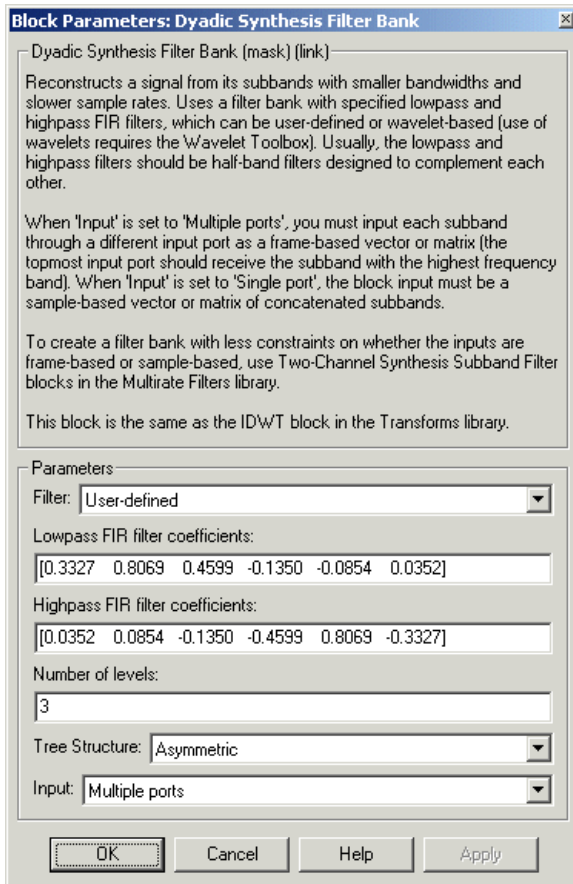 Block Parameters: Dyadic Synthesis Filter Bank
Dyadic Synthesis Filter Bank (mask) (link)
Reconstructs a signal from its subbands with smaller bandwidths and
slower sample rates. Uses a filter bank with specified lowpass and
highpass FIR filters, which can be user-defined or wavelet-based (use of
wavelets requires the Wavelet Toolbox). Usually, the lowpass and
highpass filters should be half-band filters designed to complement each
other.
When 'Input' is set to 'Multiple ports', you must input each subband
through a different input port as a frame-based vector or matrix (the
topmost input port should receive the subband with the highest frequency
band). When 'Input' is set to 'Single port', the block input must be a
sample-based vector or matrix of concatenated subbands.
To create a filter bank with less constraints on whether the inputs are
frame-based or sample-based, use Two-Channel Synthesis Subband Filter
blocks in the Multirate Filters library.
This block is the same as the IDWT block in the Transforms library.
Parameters
Filter: User-defined
Lowpass FIR filter coefficients:
[0.3327 0.8069 0.4599 -0.1350 -0.0854 0.0352]
Highpass FIR filter coefficients:
[0.0352 0.0854 -0.1350 -0.4599 0.8069 -0.3327]
Number of levels:
3
Tree Structure: Asymmetric
Input: Multiple ports
OK Cancel Help Apply